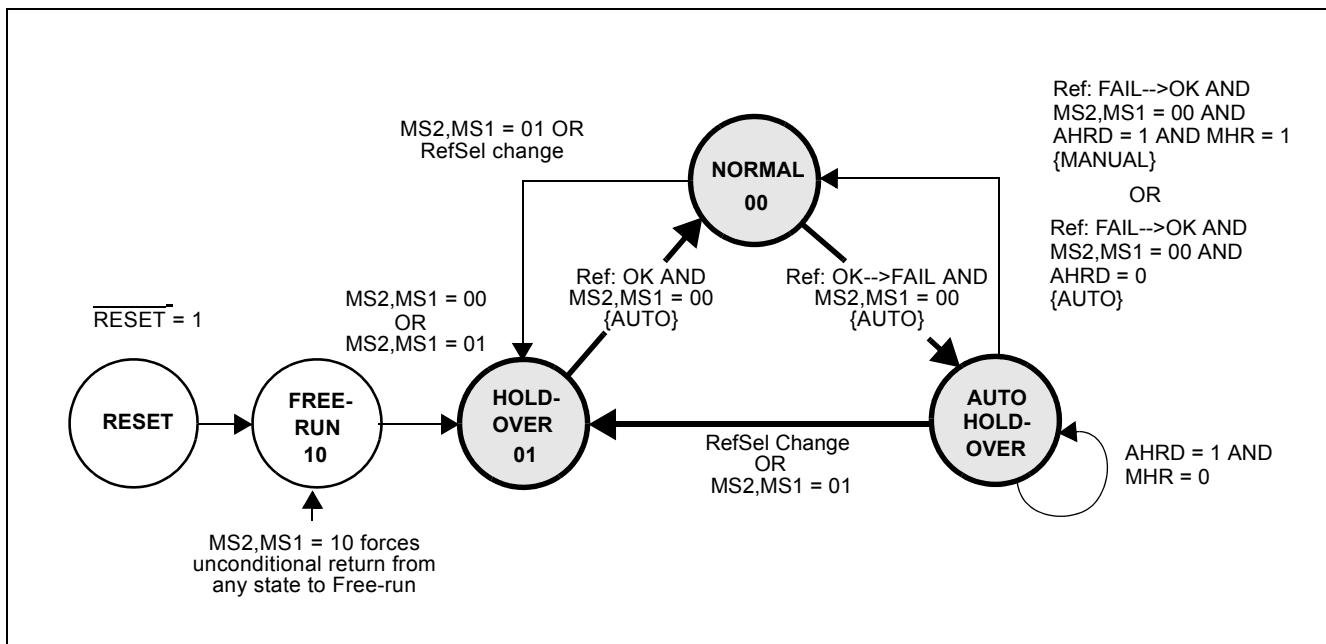 Ref: FAIL-->OK AND
MS2,MS1 = 00 AND
AHRD = 1 AND MHR = 1
{MANUAL}
OR
Ref: FAIL-->OK AND
MS2,MS1 = 00 AND
AHRD = 0
{AUTO}
MS2,MS1 = 01 OR
RefSel change
NORMAL
00
Ref: OK AND
MS2,MS1 = 00
{AUTO}
Ref: OK-->FAIL AND
MS2,MS1 = 00
{AUTO}
MS2,MS1 = 00
OR
MS2,MS1 = 01
RESET = 1
RESET
FREE-
RUN
10
HOLD-
OVER
01
AUTO
HOLD-
OVER
RefSel Change
OR
MS2,MS1 = 01
AHRD = 1 AND
MHR = 0
MS2,MS1 = 10 forces
unconditional return from
any state to Free-run